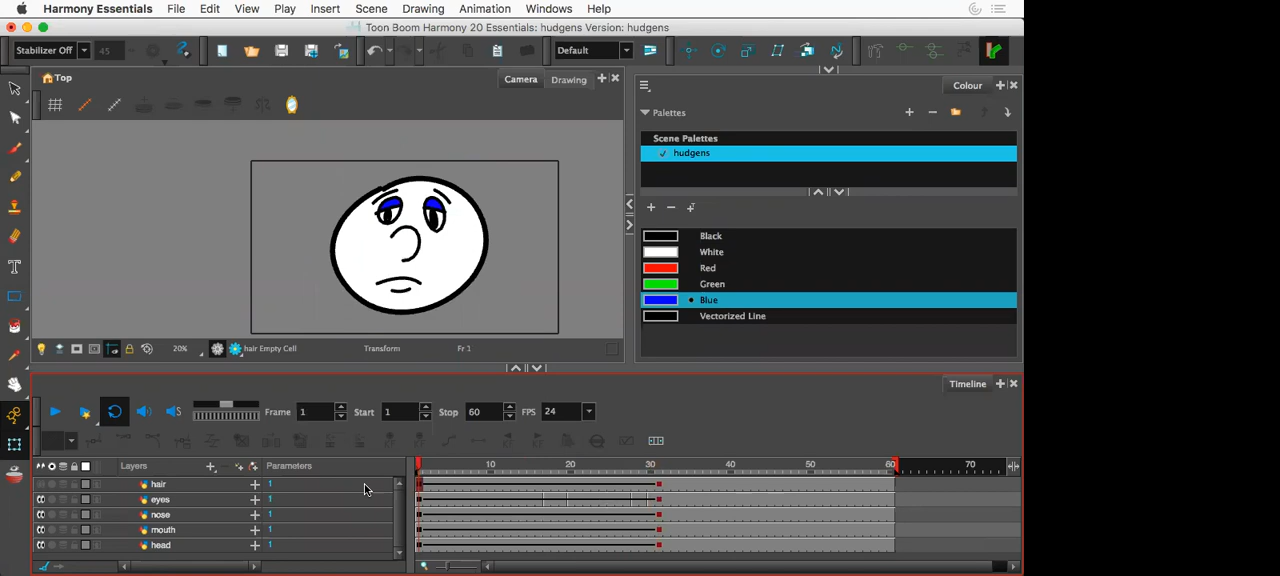 Harmony Essentials File Edit View Play Insert Scene Drawing Animation Windows Help
Toon Boom Harmony 20 Essentials: hudgens Version: hudgens
Stabilizer Off 45 Default
Top Camera Drawing Colour
Palettes
Scene Palettes
hudgens
Black
White
Red
Green
Blue
Vectorized Line
20% hair Empty Cell Transform Fr 1
Timeline
Frame 1 Start 1 Stop 60 FPS 24
Layers Parameters 10 20 30 40 50 60 70
hair 1
eyes 1
nose 1
mouth 1
head 1